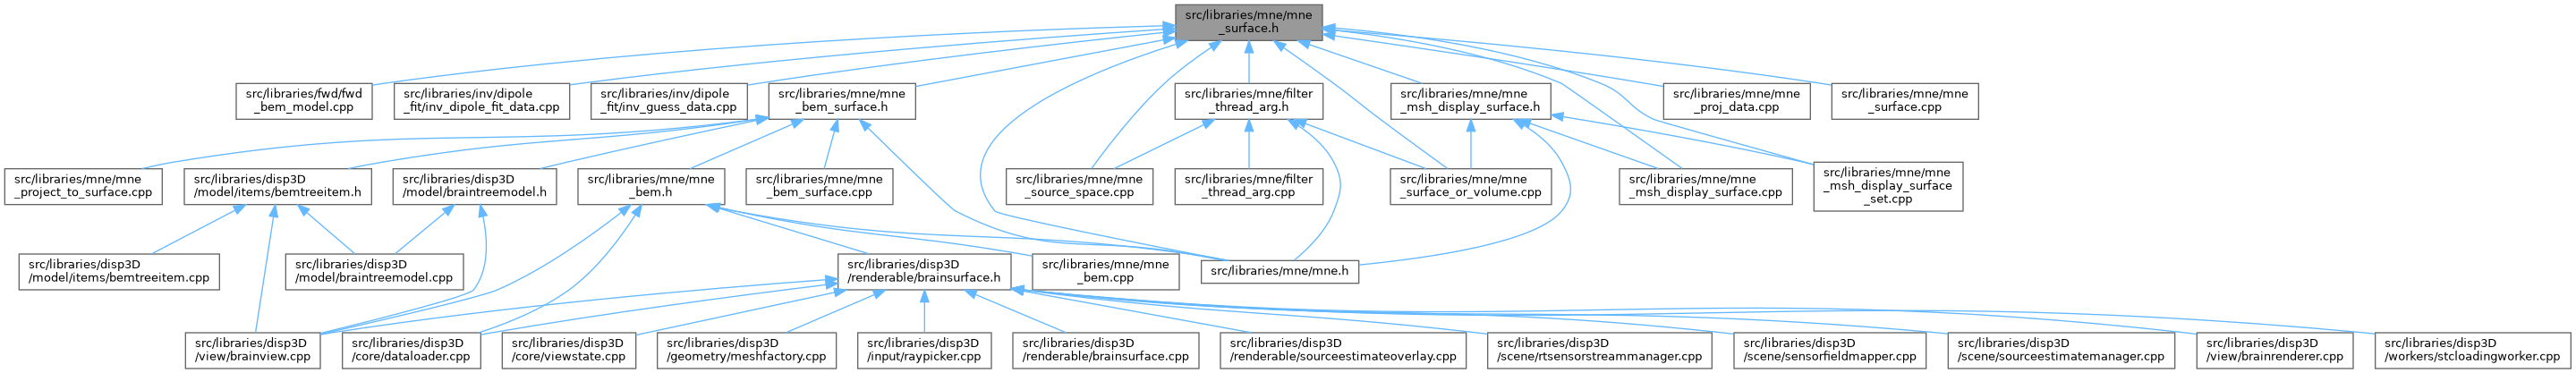 src/libraries/mne/mne
_surface.h
src/libraries/fwd/fwd
_bem_model.cpp
src/libraries/inv/dipole
_fit/inv_dipole_fit_data.cpp
src/libraries/inv/dipole
_fit/inv_guess_data.cpp
src/libraries/mne/mne
_bem_surface.h
src/libraries/mne/filter
_thread_arg.h
src/libraries/mne/mne
_msh_display_surface.h
src/libraries/mne/mne
_proj_data.cpp
src/libraries/mne/mne
_surface.cpp
src/libraries/mne/mne
_project_to_surface.cpp
src/libraries/disp3D
/model/items/bemtreeitem.h
src/libraries/disp3D
/model/braintreemodel.h
src/libraries/mne/mne
_bem.h
src/libraries/mne/mne
_bem_surface.cpp
src/libraries/mne/mne
_source_space.cpp
src/libraries/mne/filter
_thread_arg.cpp
src/libraries/mne/mne
_surface_or_volume.cpp
src/libraries/mne/mne
_msh_display_surface.cpp
src/libraries/mne/mne
_msh_display_surface
_set.cpp
src/libraries/disp3D
/model/items/bemtreeitem.cpp
src/libraries/disp3D
/model/braintreemodel.cpp
src/libraries/disp3D
/renderable/brainsurface.h
src/libraries/mne/mne
_bem.cpp
src/libraries/mne/mne.h
src/libraries/disp3D
/view/brainview.cpp
src/libraries/disp3D
/core/dataloader.cpp
src/libraries/disp3D
/core/viewstate.cpp
src/libraries/disp3D
/geometry/meshfactory.cpp
src/libraries/disp3D
/input/raypicker.cpp
src/libraries/disp3D
/renderable/brainsurface.cpp
src/libraries/disp3D
/renderable/sourceestimateoverlay.cpp
src/libraries/disp3D
/scene/rtsensorstreammanager.cpp
src/libraries/disp3D
/scene/sensorfieldmapper.cpp
src/libraries/disp3D
/scene/sourceestimatemanager.cpp
src/libraries/disp3D
/view/brainrenderer.cpp
src/libraries/disp3D
/workers/stcloadingworker.cpp